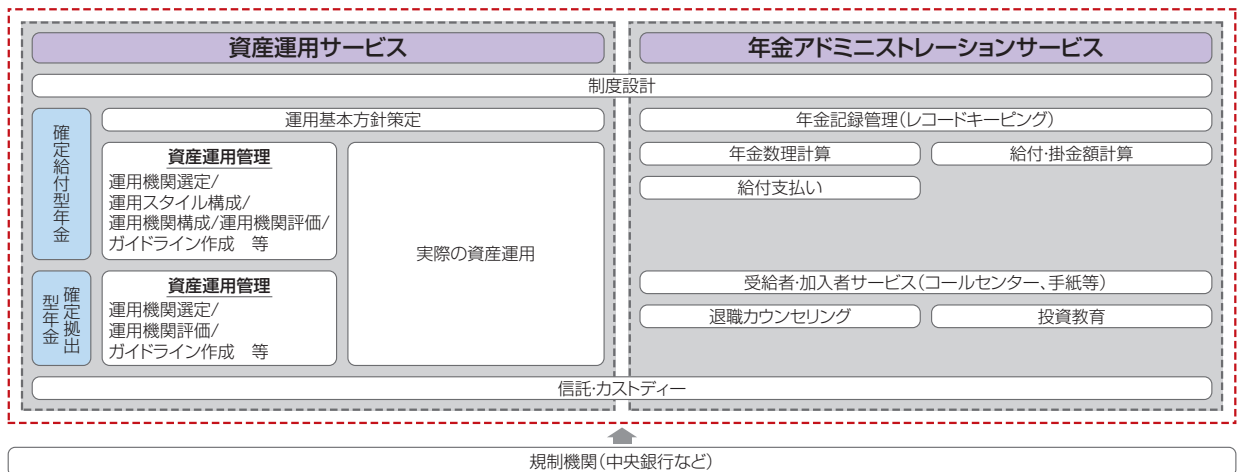 資産運用サービス
年金アドミニストレーションサービス
制度設計
確定給付型年金
運用基本方針策定
資産運用管理
運用機関選定/
運用スタイル構成/
運用機関構成/運用機関評価/
ガイドライン作成　等
確定拠出
型年金
資産運用管理
運用機関選定/
運用機関評価/
ガイドライン作成　等
実際の資産運用
年金記録管理(レコードキーピング)
年金数理計算
給付・掛金額計算
給付支払い
受給者・加入者サービス(コールセンター、手紙等)
退職カウンセリング
投資教育
信託・カストディー
規制機関(中央銀行など)